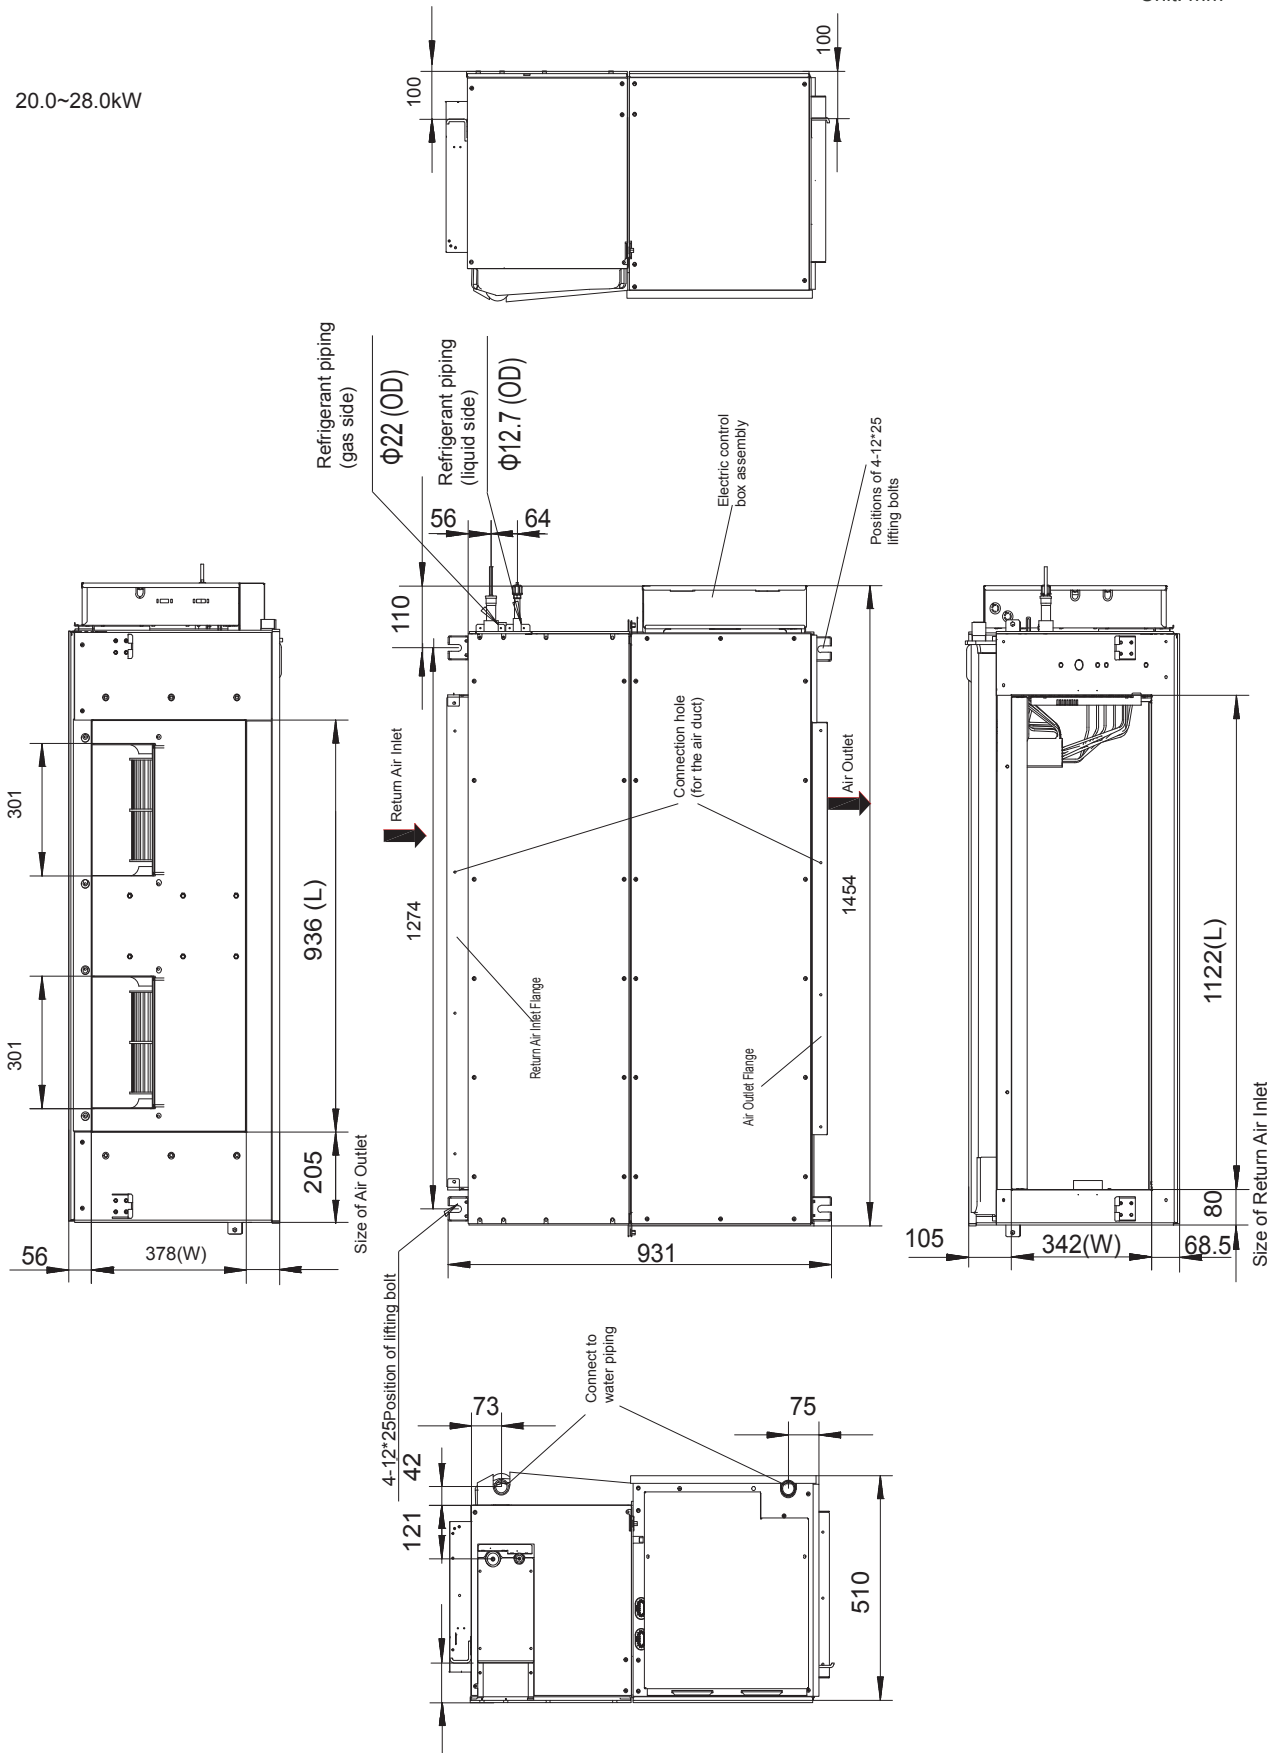 20.0~28.0kW
100
100
Refrigerant piping
(gas side)
Φ22 (OD)
Refrigerant piping
(liquid side)
Φ12.7 (OD)
Electric control
box assembly
Positions of 4-12*25
lifting bolts
56
64
110
301
301
936 (L)
205
Size of Air Outlet
56
378(W)
Return Air Inlet
1274
Connection hole
(for the air duct)
Return Air Inlet Flange
Air Outlet Flange
Air Outlet
1454
931
1122(L)
80
Size of Return Air Inlet
105
342(W)
68.5
4-12*25Position of lifting bolt
73
42
121
Connect to
water piping
75
510